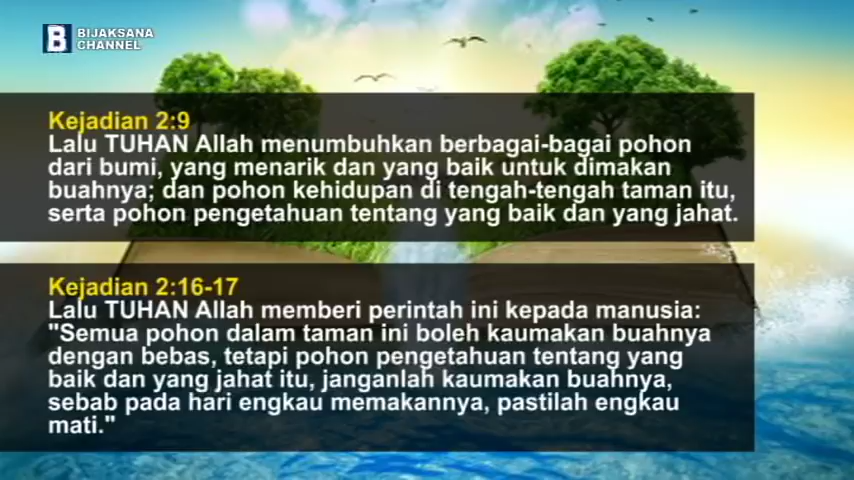 BIJAKSANA
CHANNEL
Kejadian 2:9
Lalu TUHAN Allah menumbuhkan berbagai-bagai pohon
dari bumi, yang menarik dan yang baik untuk dimakan
buahnya; dan pohon kehidupan di tengah-tengah taman itu,
serta pohon pengetahuan tentang yang baik dan yang jahat.
Kejadian 2:16-17
Lalu TUHAN Allah memberi perintah ini kepada manusia:
"Semua pohon dalam taman ini boleh kaumakan buahnya
dengan bebas, tetapi pohon pengetahuan tentang yang
baik dan yang jahat itu, janganlah kaumakan buahnya,
sebab pada hari engkau memakannya, pastilah engkau
mati."